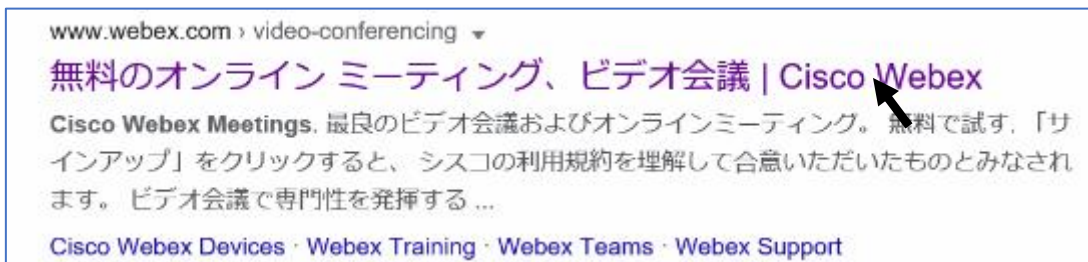 www.webex.com › video-conferencing
無料のオンライン ミーティング、ビデオ会議 | Cisco Webex
Cisco Webex Meetings. 最良のビデオ会議およびオンラインミーティング。 無料で試す. 「サ
インアップ」をクリックすると、 シスコの利用規約を理解して合意いただいたものとみなされ
ます。 ビデオ会議で専門性を発揮する ...
Cisco Webex Devices · Webex Training · Webex Teams · Webex Support